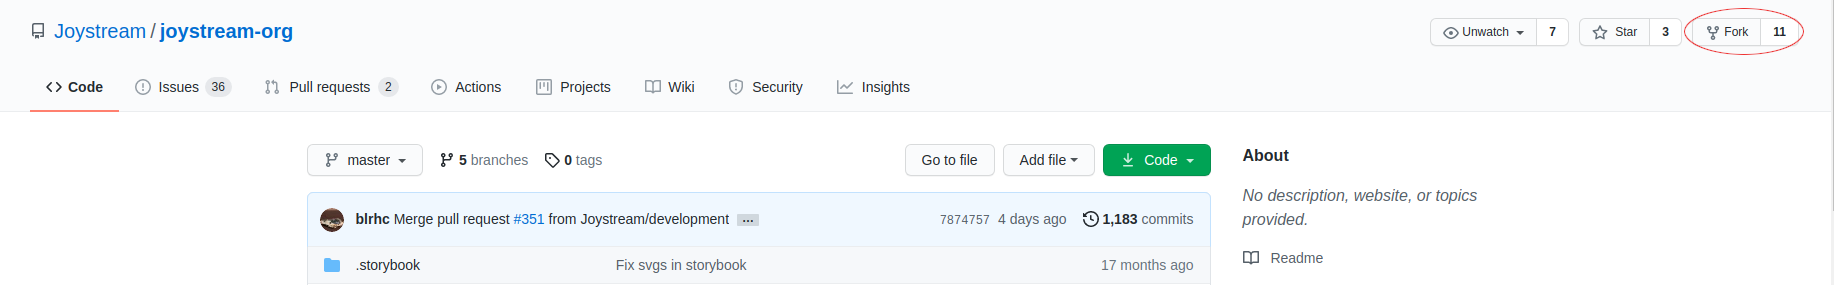 Joystream / joystream-org
Unwatch 7 Star 3 Fork 11
Code Issues 36 Pull requests 2 Actions Projects Wiki Security Insights
master 5 branches 0 tags Go to file Add file Code
About
No description, website, or topics
provided.
blrhc Merge pull request #351 from Joystream/development ... 7874757 4 days ago 1,183 commits
.storybook Fix svgs in storybook 17 months ago
Readme